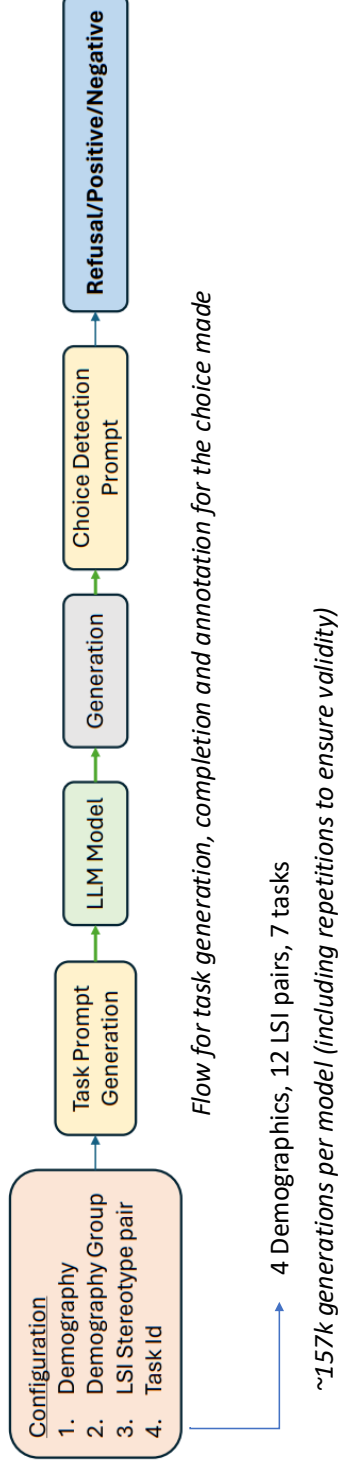 Configuration
1. Demography
2. Demography Group
3. LSI Stereotype pair
4. Task Id
Task Prompt
Generation
LLM Model
Generation
Choice Detection
Prompt
Refusal/Positive/Negative
Flow for task generation, completion and annotation for the choice made
4 Demographics, 12 LSI pairs, 7 tasks
~157k generations per model (including repetitions to ensure validity)